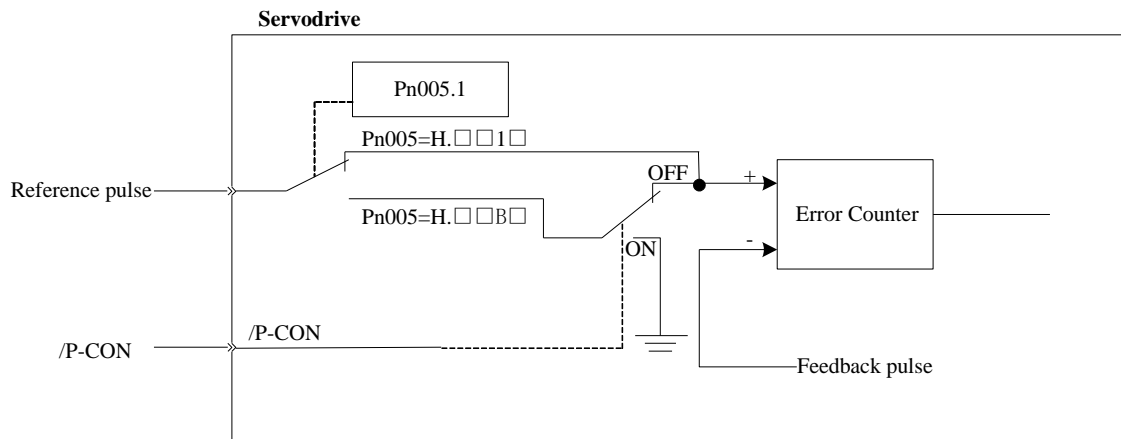 Servodrive
Pn005.1
Pn005=H.□□1□
Reference pulse
OFF
+
Pn005=H.□□B□
Error Counter
ON
-
/P-CON
/P-CON
Feedback pulse